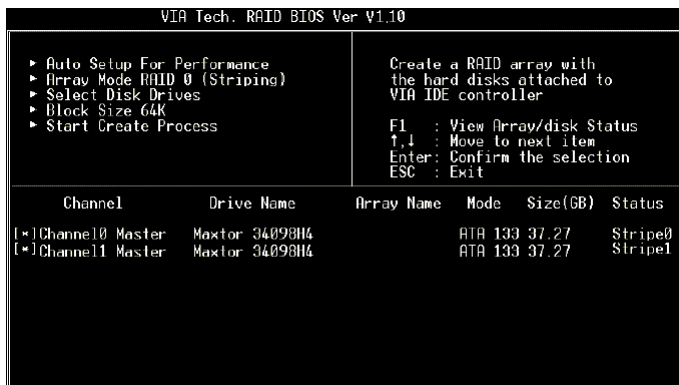 VIA Tech. RAID BIOS Ver V1.10
► Auto Setup For Performance
► Array Mode RAID 0 (Striping)
► Select Disk Drives
► Block Size 64K
► Start Create Process
Create a RAID array with
the hard disks attached to
VIA IDE controller
F1 : View Array/disk Status
↑,↓ : Move to next item
Enter: Confirm the selection
ESC : Exit
Channel Drive Name Array Name Mode Size(GB) Status
[*]Channel0 Master Maxtor 34098H4 ATA 133 37.27 Stripe0
[*]Channel1 Master Maxtor 34098H4 ATA 133 37.27 Stripe1